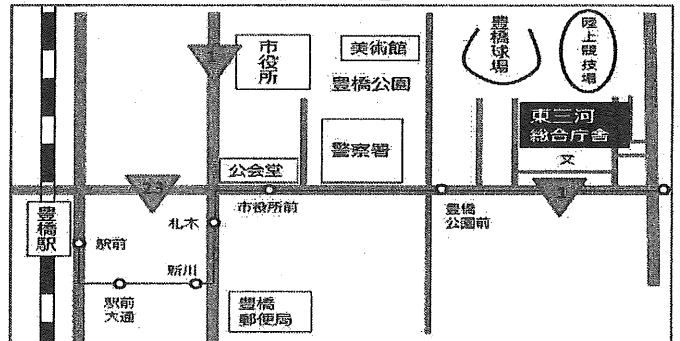 市役所
美術館
豊橋公園
豊橋球場
陸上競技場
東三河
総合庁舎
文
警察署
公会堂
23
1
豊橋駅
駅前
札木
市役所前
豊橋
公園前
新川
駅前
大通
豊橋
郵便局